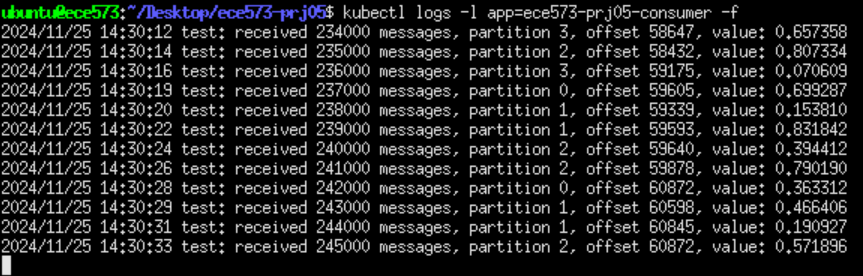 ubuntu@ece573:~/Desktop/ece573-prj05$ kubectl logs -l app=ece573-prj05-consumer -f
2024/11/25 14:30:12 test: received 234000 messages, partition 3, offset 58647, value: 0.657358
2024/11/25 14:30:14 test: received 235000 messages, partition 2, offset 58432, value: 0.807334
2024/11/25 14:30:16 test: received 236000 messages, partition 3, offset 59175, value: 0.070609
2024/11/25 14:30:19 test: received 237000 messages, partition 0, offset 59605, value: 0.699287
2024/11/25 14:30:20 test: received 238000 messages, partition 1, offset 59339, value: 0.153810
2024/11/25 14:30:22 test: received 239000 messages, partition 1, offset 59593, value: 0.831842
2024/11/25 14:30:24 test: received 240000 messages, partition 2, offset 59640, value: 0.394412
2024/11/25 14:30:26 test: received 241000 messages, partition 2, offset 59878, value: 0.790190
2024/11/25 14:30:28 test: received 242000 messages, partition 0, offset 60872, value: 0.363312
2024/11/25 14:30:29 test: received 243000 messages, partition 1, offset 60598, value: 0.466406
2024/11/25 14:30:31 test: received 244000 messages, partition 1, offset 60845, value: 0.190927
2024/11/25 14:30:33 test: received 245000 messages, partition 2, offset 60872, value: 0.571896